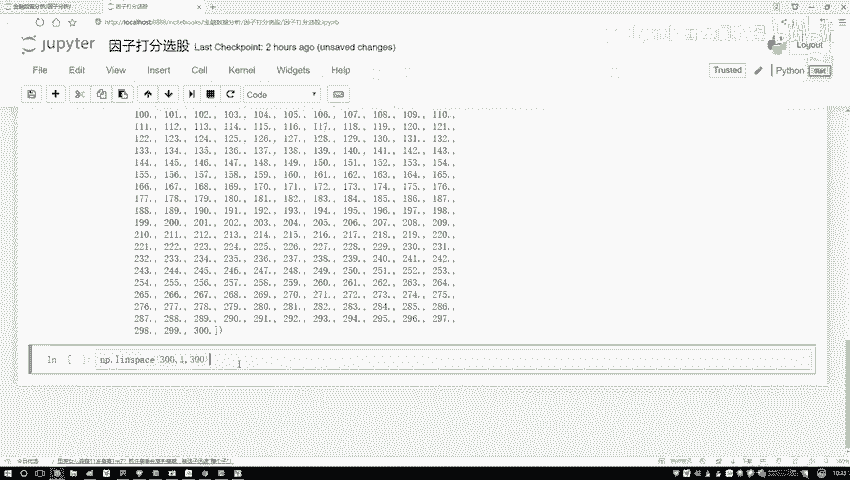 金融数据分析/
因子打分选股
http://localhost:8888/notebooks/金融数据分析/因子打分选股/因子打分选股.ipynb
jupyter 因子打分选股 Last Checkpoint: 2 hours ago (unsaved changes)
Logout
File Edit View Insert Cell Kernel Widgets Help
Trusted
Python
Code
100., 101., 102., 103., 104., 105., 106., 107., 108., 109., 110.,
111., 112., 113., 114., 115., 116., 117., 118., 119., 120., 121.,
122., 123., 124., 125., 126., 127., 128., 129., 130., 131., 132.,
133., 134., 135., 136., 137., 138., 139., 140., 141., 142., 143.,
144., 145., 146., 147., 148., 149., 150., 151., 152., 153., 154.,
155., 156., 157., 158., 159., 160., 161., 162., 163., 164., 165.,
166., 167., 168., 169., 170., 171., 172., 173., 174., 175., 176.,
177., 178., 179., 180., 181., 182., 183., 184., 185., 186., 187.,
188., 189., 190., 191., 192., 193., 194., 195., 196., 197., 198.,
199., 200., 201., 202., 203., 204., 205., 206., 207., 208., 209.,
210., 211., 212., 213., 214., 215., 216., 217., 218., 219., 220.,
221., 222., 223., 224., 225., 226., 227., 228., 229., 230., 231.,
232., 233., 234., 235., 236., 237., 238., 239., 240., 241., 242.,
243., 244., 245., 246., 247., 248., 249., 250., 251., 252., 253.,
254., 255., 256., 257., 258., 259., 260., 261., 262., 263., 264.,
265., 266., 267., 268., 269., 270., 271., 272., 273., 274., 275.,
276., 277., 278., 279., 280., 281., 282., 283., 284., 285., 286.,
287., 288., 289., 290., 291., 292., 293., 294., 295., 296., 297.,
298., 299., 300.])
In [ ]: np.linspace(300,1,300)